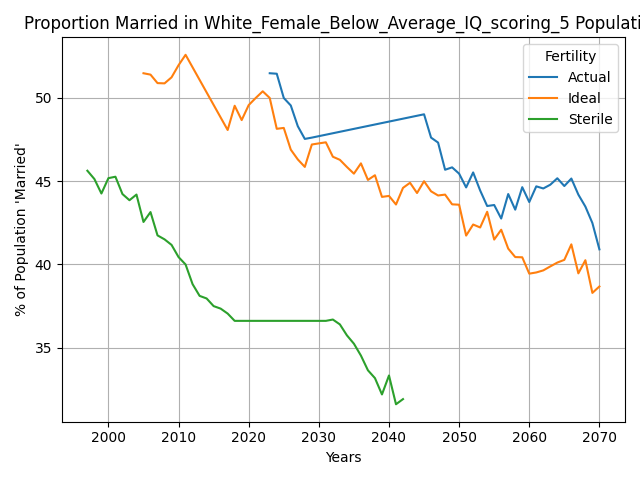 Proportion Married in White_Female_Below_Average_IQ_scoring_5 Populati
Fertility
Actual
Ideal
Sterile
% of Population 'Married'
50
45
40
35
2000 2010 2020 2030 2040 2050 2060 2070
Years